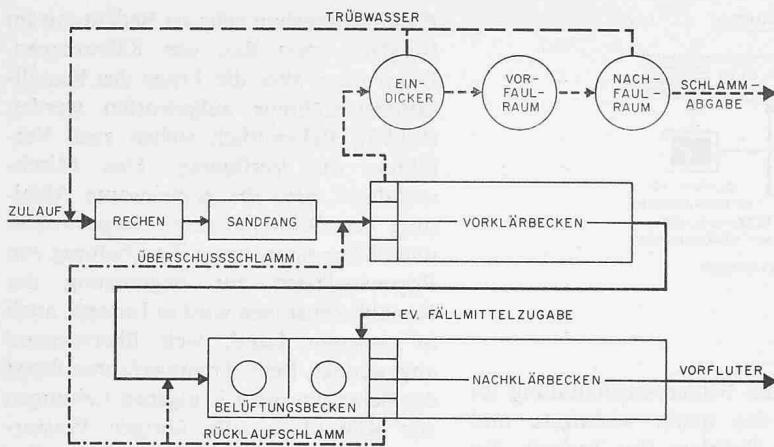 TRÜBWASSER
EIN-
DICKER
VOR-
FAUL-
RAUM
NACH-
FAUL-
RAUM
SCHLAMM-
ABGABE
ZULAUF
RECHEN
SANDFANG
VORKLÄRBECKEN
ÜBERSCHUSSSCHLAMM
EV. FÄLLMITTELZUGABE
BELÜFTUNGSBECKEN
NACHKLÄRBECKEN
VORFLUTER
RÜCKLAUFSCHLAMM